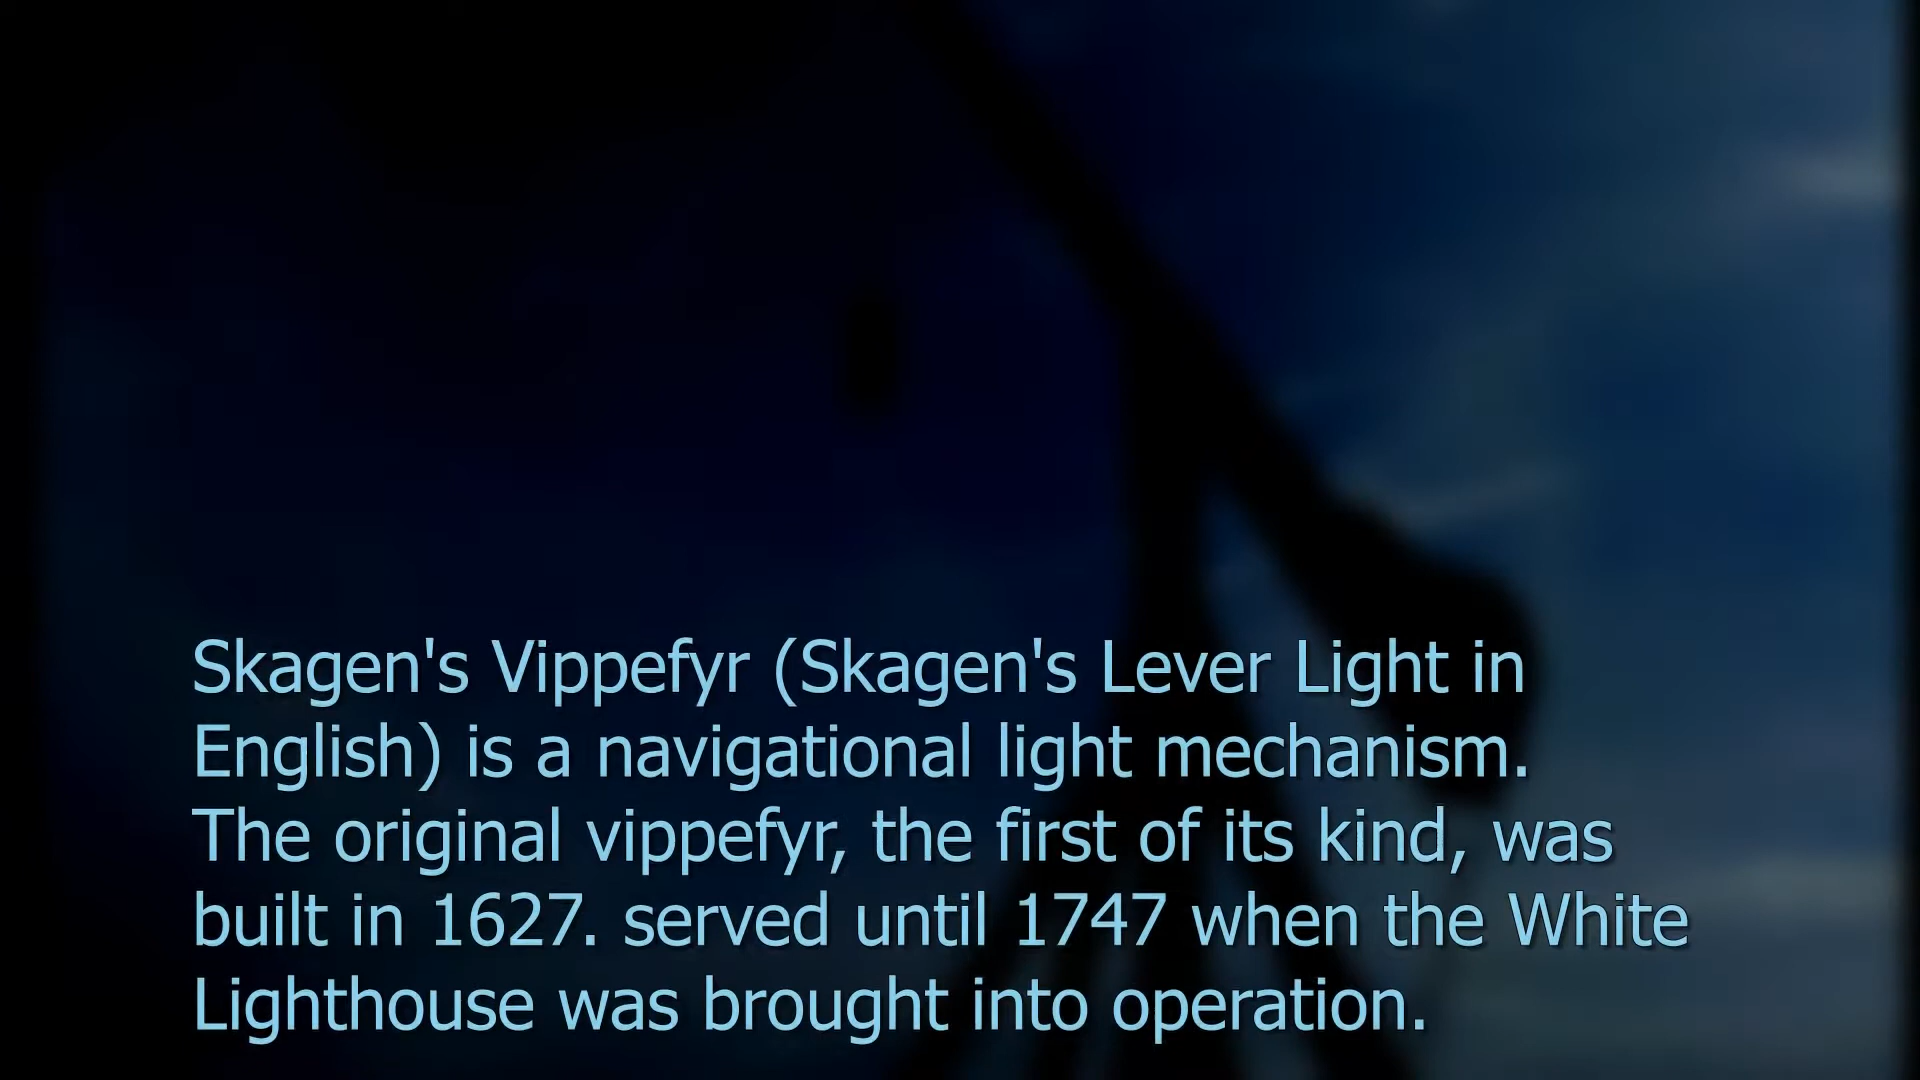 Skagen's Vippefyr (Skagen's Lever Light in
English) is a navigational light mechanism.
The original vippefyr, the first of its kind, was
built in 1627. served until 1747 when the White
Lighthouse was brought into operation.